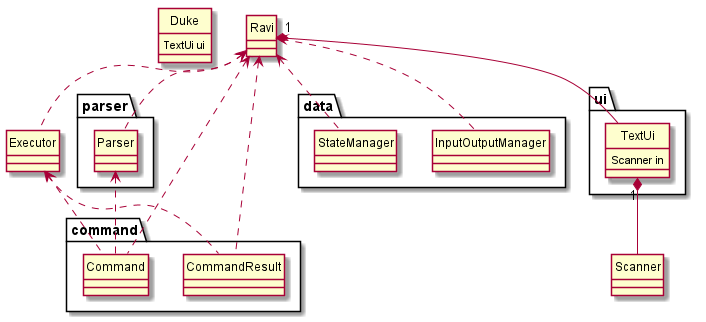 Duke
TextUi ui
Ravi
1
parser
data
ui
Executor
Parser
StateManager
InputOutputManager
TextUi
Scanner in
1
command
Command
CommandResult
Scanner